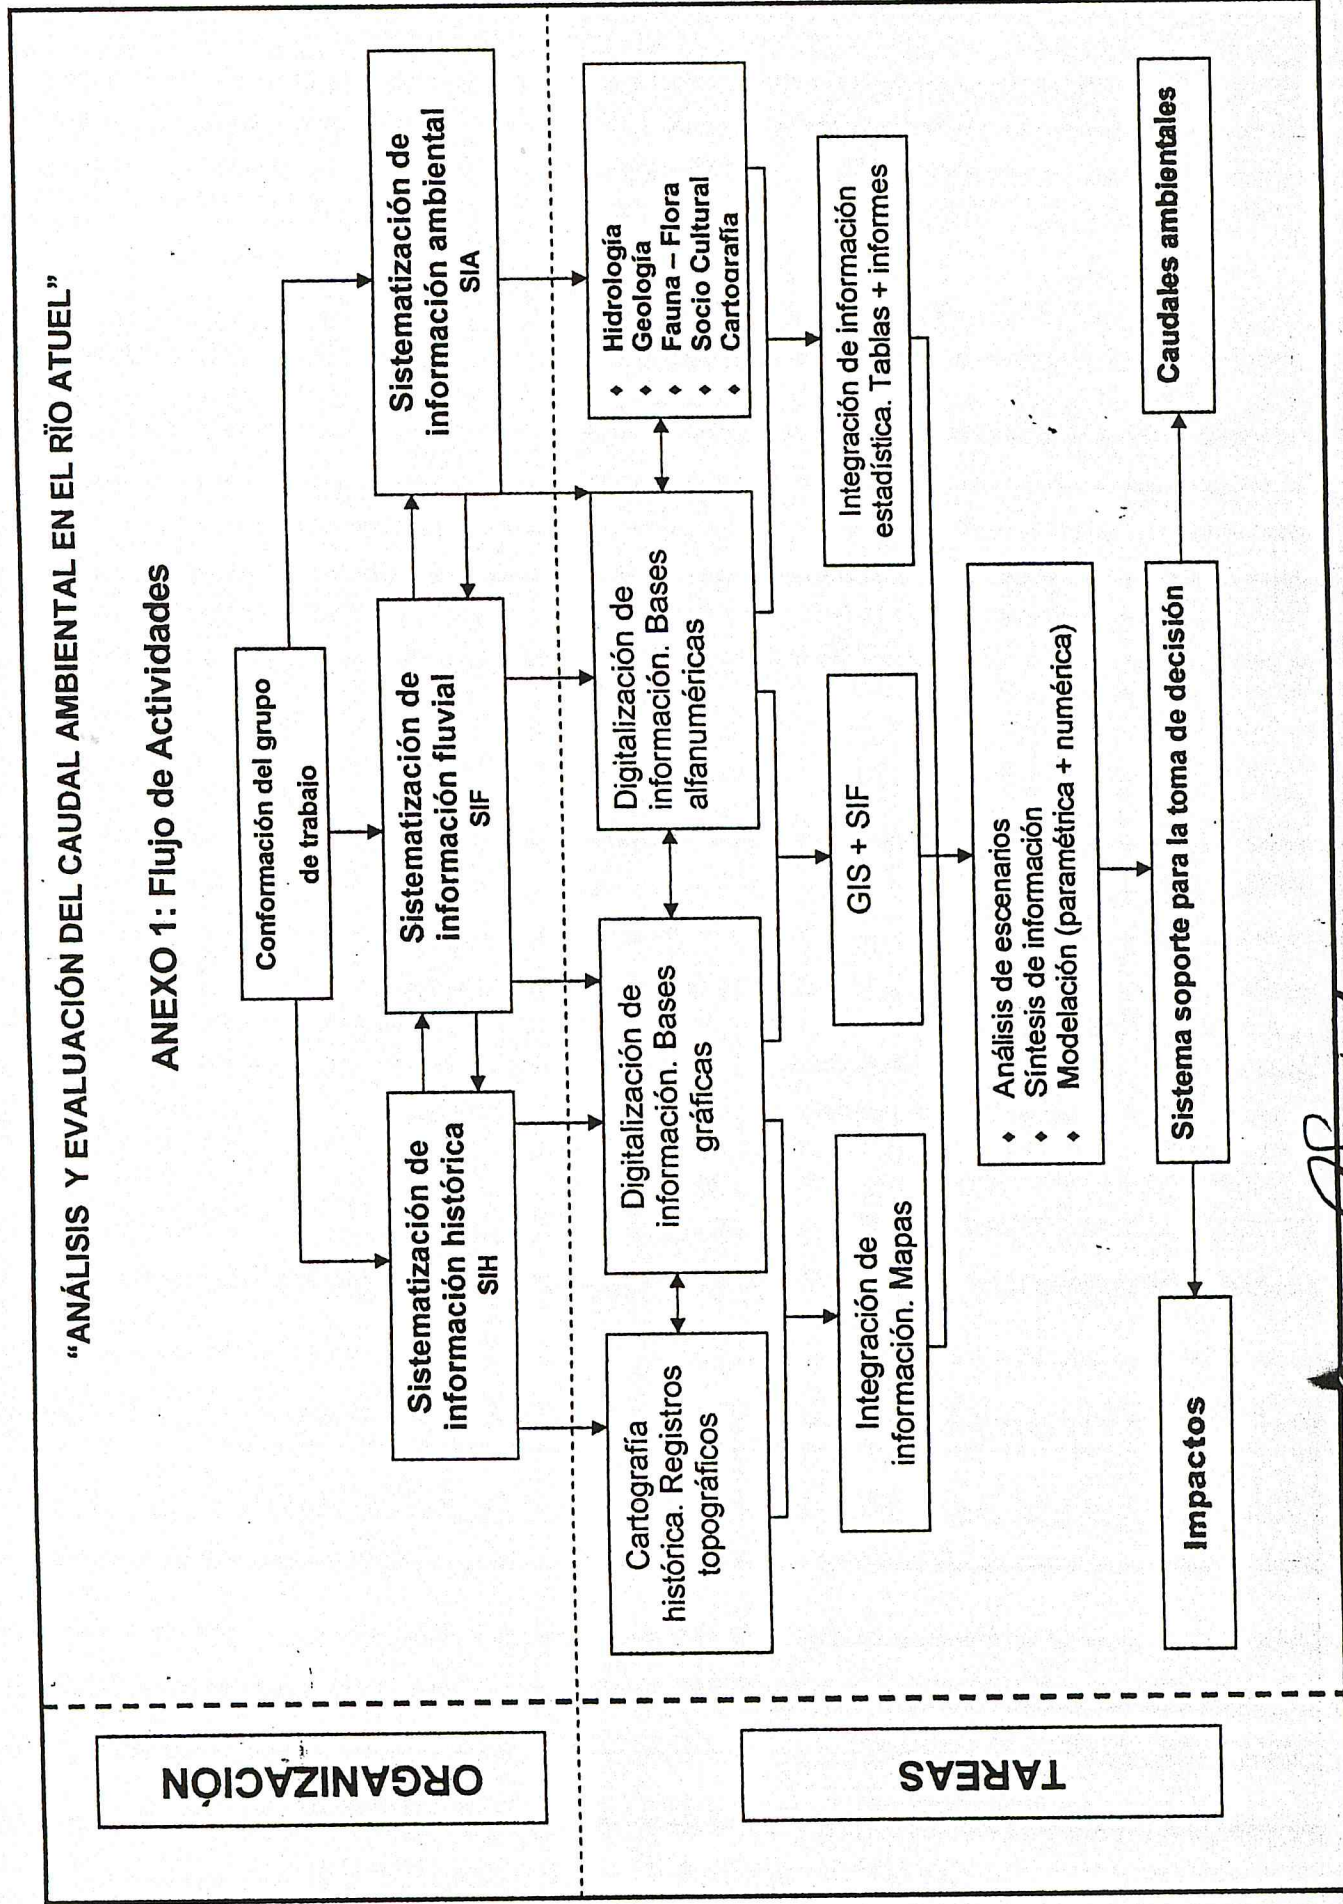 “ANÁLISIS Y EVALUACIÓN DEL CAUDAL AMBIENTAL EN EL RÏO ATUEL”
ANEXO 1: Flujo de Actividades
ORGANIZACIÓN
Conformación del grupo
de trabajo
Sistematización de
información histórica
SIH
Sistematización de
información fluvial
SIF
Sistematización de
información ambiental
SIA
TAREAS
Cartografía
histórica. Registros
topográficos
Digitalización de
información. Bases
gráficas
Digitalización de
información. Bases
alfanuméricas
♦ Hidrología
♦ Geología
♦ Fauna – Flora
♦ Socio Cultural
♦ Cartografía
Integración de
información. Mapas
GIS + SIF
Integración de información
estadística. Tablas + informes
♦ Análisis de escenarios
♦ Síntesis de información
♦ Modelación (paramétrica + numérica)
Impactos
Sistema soporte para la toma de decisión
Caudales ambientales